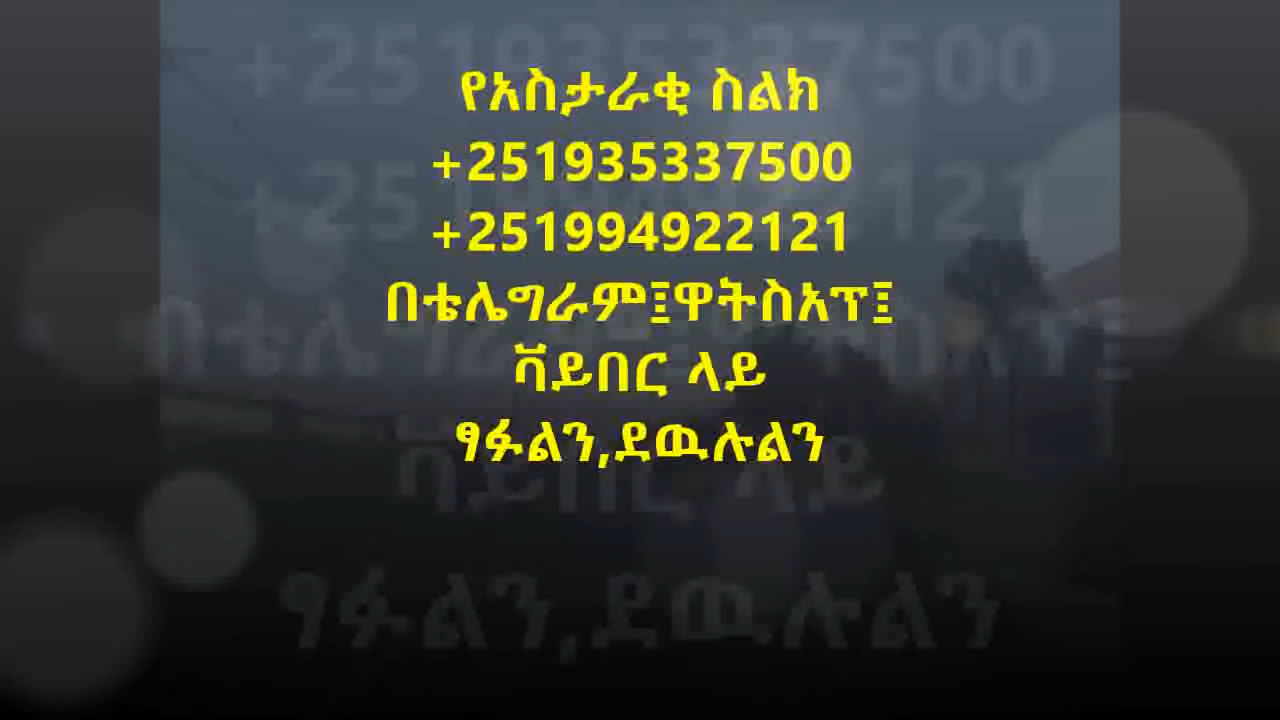 የአስታራቂ ስልክ
+251935337500
+251994922121
በቴሌግራም፤ዋትስአፕ፤
ቫይበር ላይ
ፃፉልን,ደዉሉልን